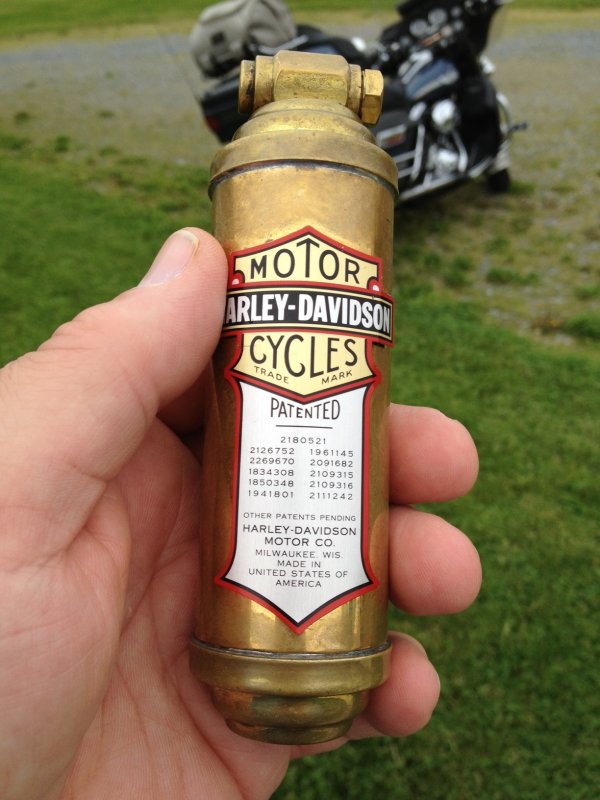 MOTOR
ARLEY-DAVIDSON
CYCLES
TRADE MARK
PATENTED
2180521
2126752 1961145
2269670 2091682
1834308 2109315
1850348 2109316
1941801 2111242
OTHER PATENTS PENDING
HARLEY-DAVIDSON
MOTOR CO.
MILWAUKEE. WIS.
MADE IN
UNITED STATES OF
AMERICA